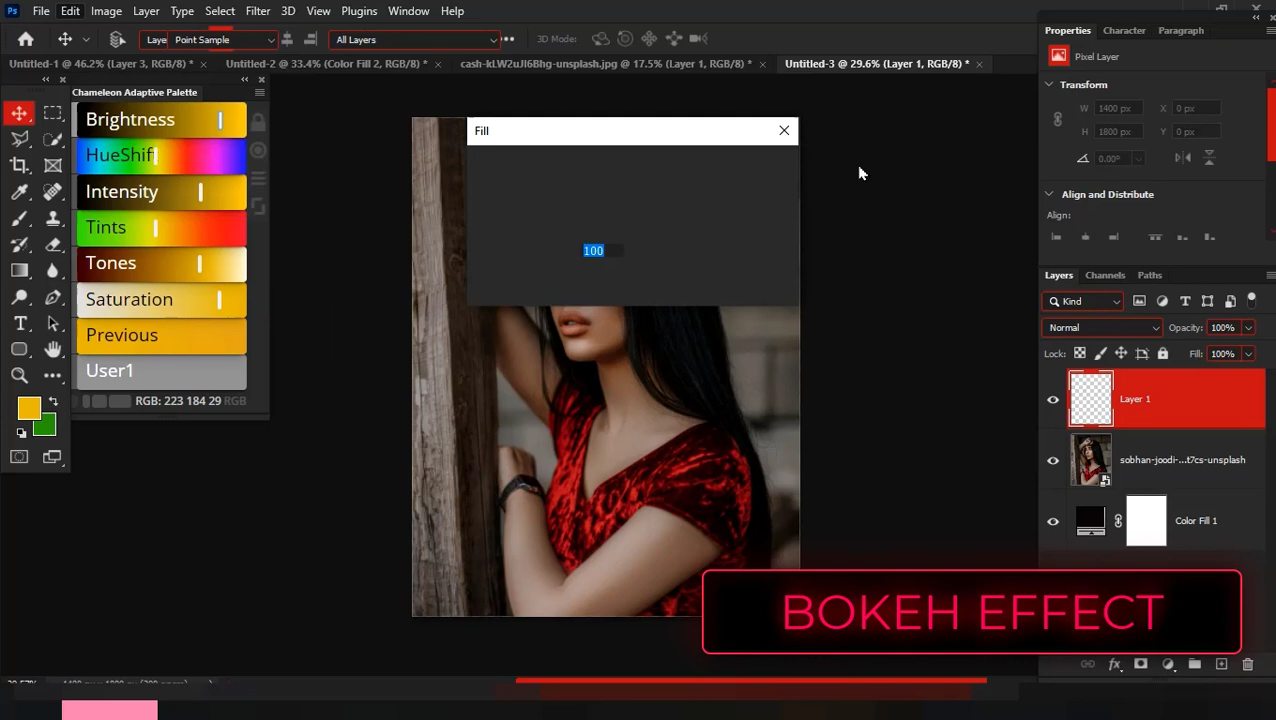 Ps File Edit Image Layer Type Select Filter 3D View Plugins Window Help
Laye Point Sample All Layers 3D Mode:
Untitled-1 @ 46.2% (Layer 3, RGB/8) * Untitled-2 @ 33.4% (Color Fill 2, RGB/8) * cash-kLW2uJI6Bhg-unsplash.jpg @ 17.5% (Layer 1, RGB/8) * Untitled-3 @ 29.6% (Layer 1, RGB/8) *
Chameleon Adaptive Palette
Brightness
HueShift
Intensity
Tints
Tones
Saturation
Previous
User1
RGB: 223 184 29 RGB
Fill
100
BOKEH EFFECT
Properties Character Paragraph
Pixel Layer
Transform
W 1400 px X 0 px
H 1800 px Y 0 px
0.00°
Align and Distribute
Align:
Layers Channels Paths
Kind
Normal Opacity: 100%
Lock: Fill: 100%
Layer 1
sobhan-joodi-...t7cs-unsplash
Color Fill 1